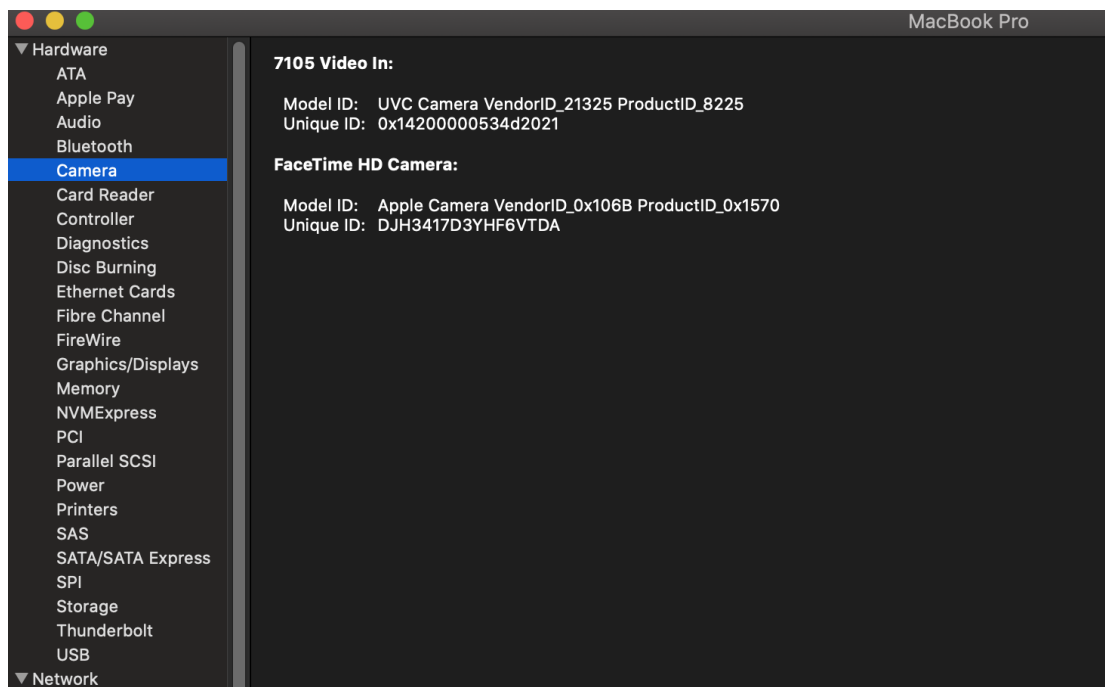 MacBook Pro
Hardware
ATA
Apple Pay
Audio
Bluetooth
Camera
Card Reader
Controller
Diagnostics
Disc Burning
Ethernet Cards
Fibre Channel
FireWire
Graphics/Displays
Memory
NVMExpress
PCI
Parallel SCSI
Power
Printers
SAS
SATA/SATA Express
SPI
Storage
Thunderbolt
USB
Network
7105 Video In:
Model ID: UVC Camera VendorID_21325 ProductID_8225
Unique ID: 0x14200000534d2021
FaceTime HD Camera:
Model ID: Apple Camera VendorID_0x106B ProductID_0x1570
Unique ID: DJH3417D3YHF6VTDA